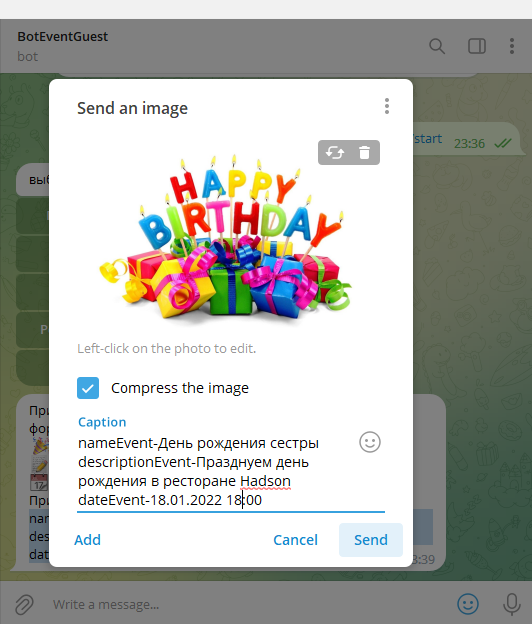 BotEventGuest
bot
/start
23:36
Send an image
HAPPY
BIRTHDAY
Left-click on the photo to edit.
Compress the image
Caption
nameEvent-День рождения сестры
descriptionEvent-Празднуем день
рождения в ресторане Hadson
dateEvent-18.01.2022 18:00
Add
Cancel
Send
Write a message...